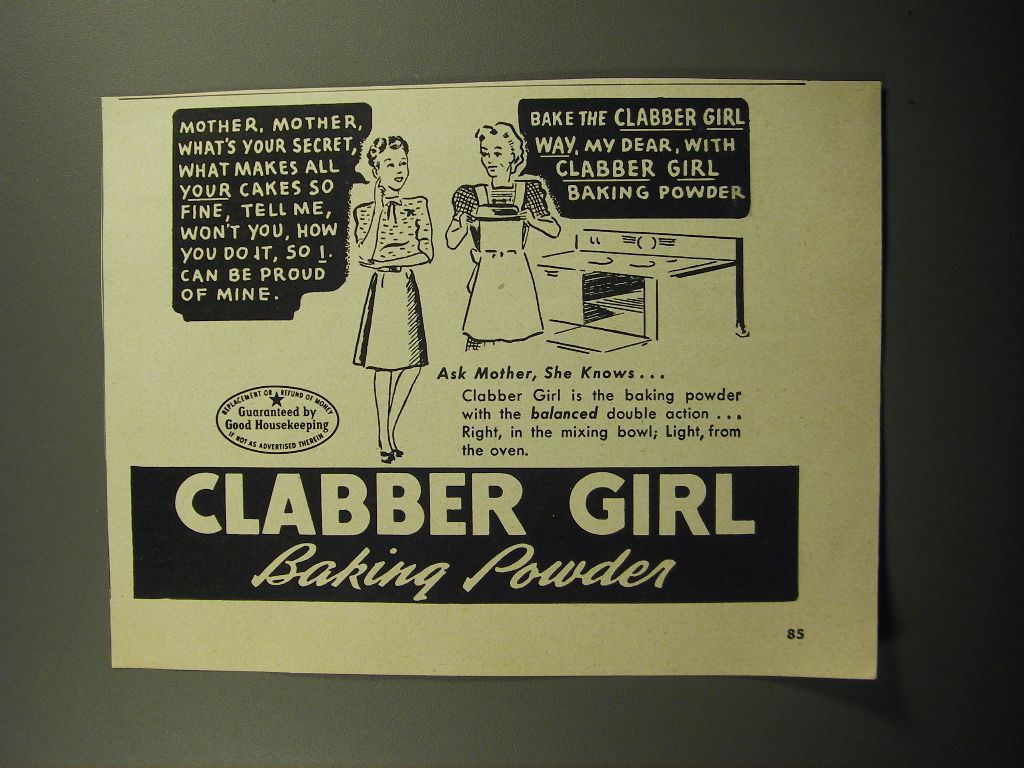 MOTHER, MOTHER,
WHAT'S YOUR SECRET,
WHAT MAKES ALL
YOUR CAKES SO
FINE, TELL ME,
WON'T YOU, HOW
YOU DO IT, SO I.
CAN BE PROUD
OF MINE.
BAKE THE CLABBER GIRL
WAY, MY DEAR, WITH
CLABBER GIRL
BAKING POWDER
Ask Mother, She Knows...
Clabber Girl is the baking powder
with the balanced double action...
Right, in the mixing bowl; Light, from
the oven.
REPLACEMENT OR REFUND OF MONEY
Guaranteed by
Good Housekeeping
IF NOT AS ADVERTISED THEREIN
CLABBER GIRL
Baking Powder
85